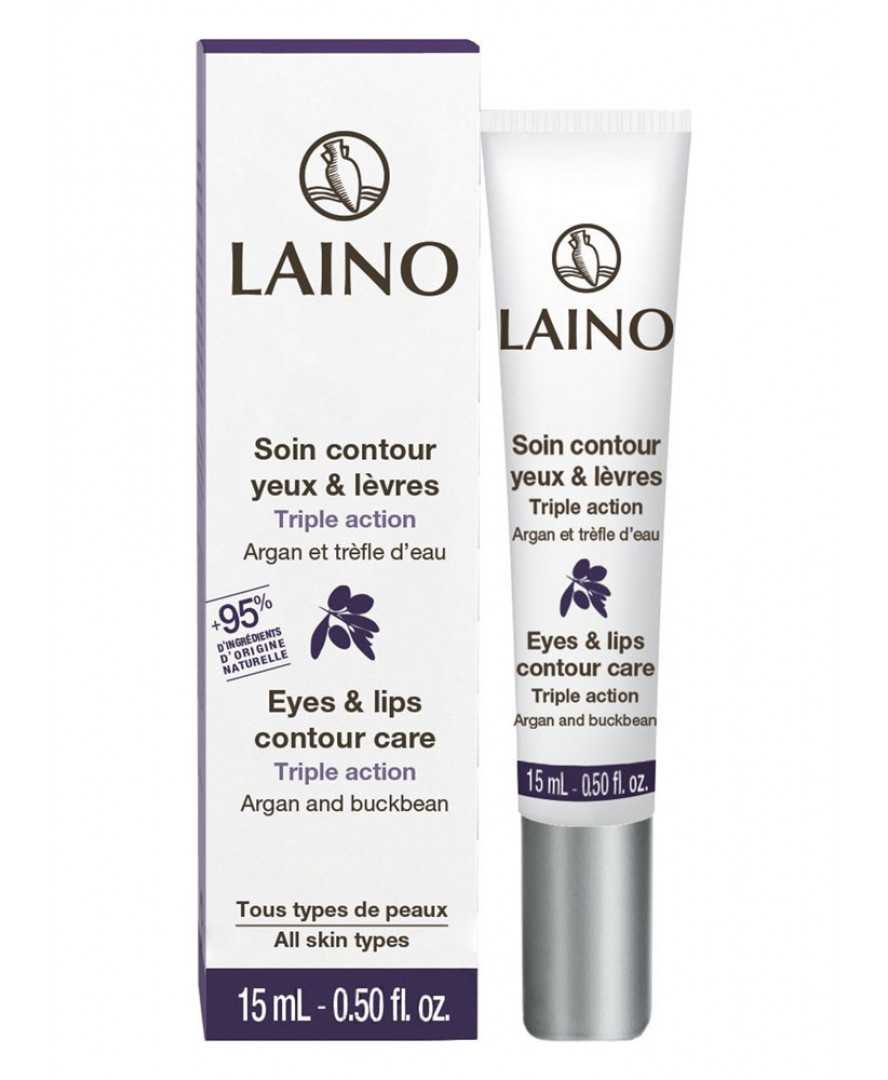 LAINO
Soin contour
yeux & lèvres
Triple action
Argan et trèfle d'eau
+95%
D'INGRÉDIENTS
D'ORIGINE
NATURELLE
Eyes & lips
contour care
Triple action
Argan and buckbean
Tous types de peaux
All skin types
15 mL - 0.50 fl. oz.
LAINO
Soin contour
yeux & lèvres
Triple action
Argan et trèfle d'eau
Eyes & lips
contour care
Triple action
Argan and buckbean
15 mL - 0.50 fl. oz.